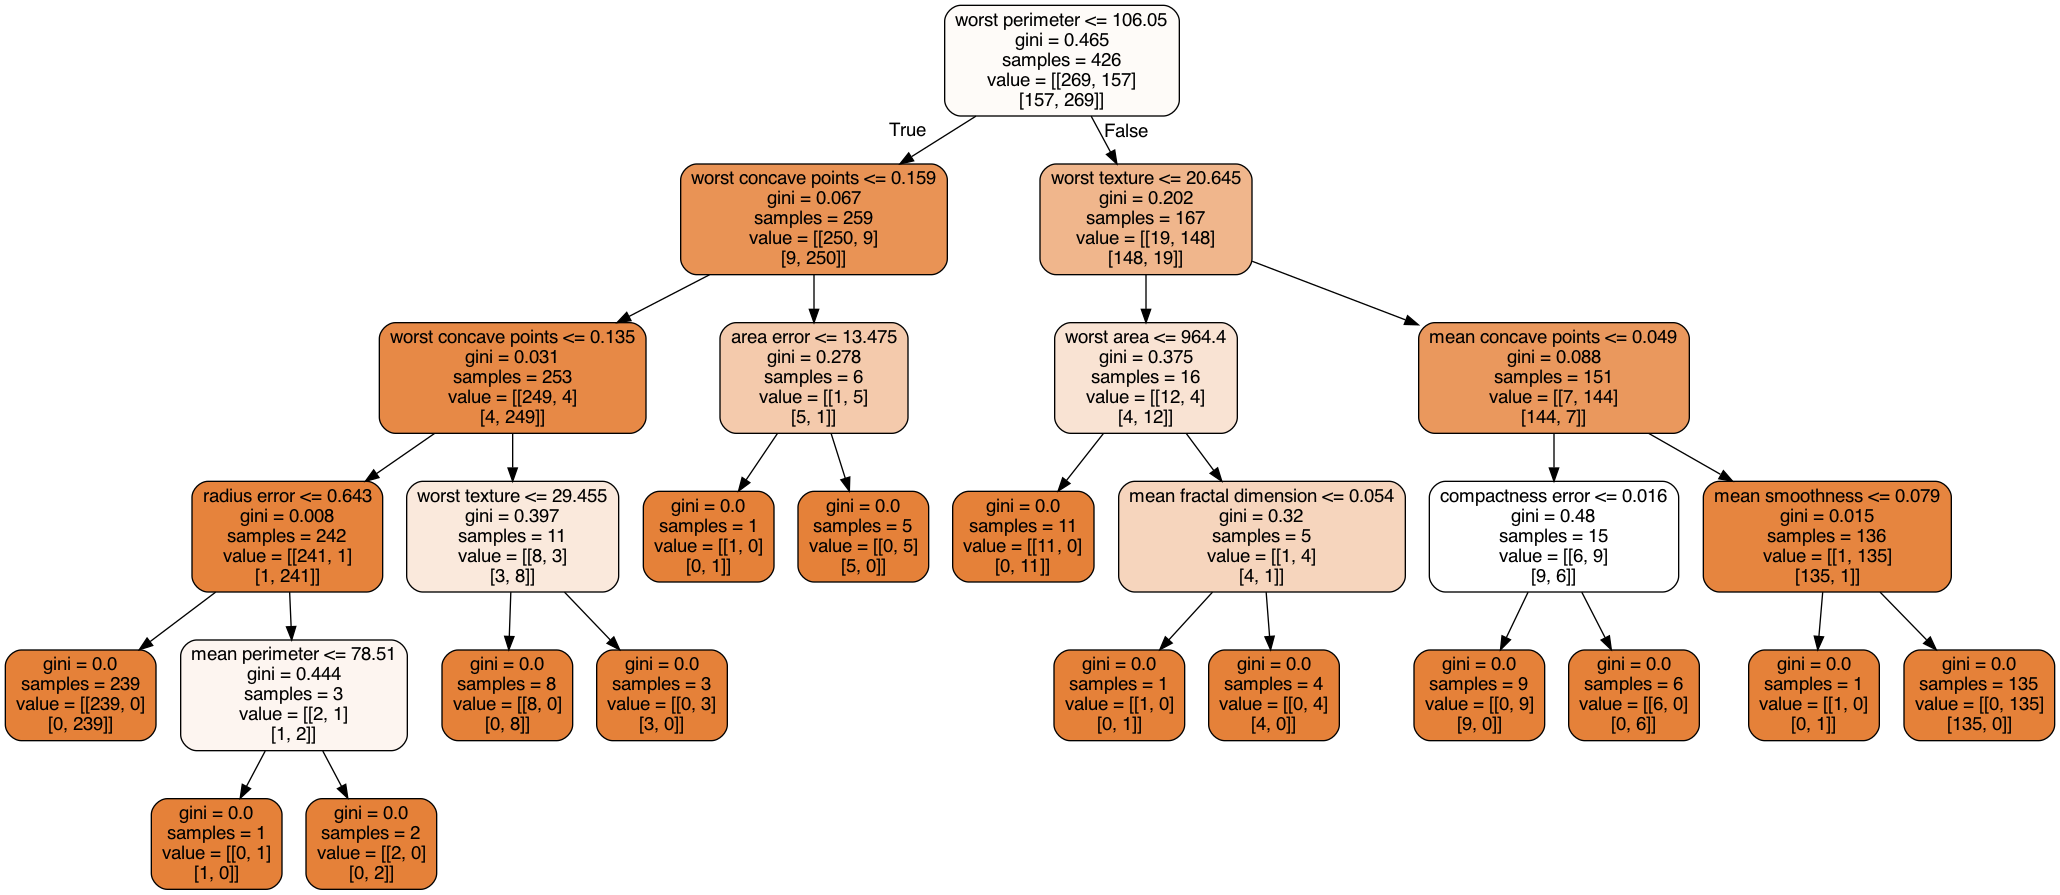 worst perimeter <= 106.05
gini = 0.465
samples = 426
value = [[269, 157]
[157, 269]]
True
False
worst concave points <= 0.159
gini = 0.067
samples = 259
value = [[250, 9]
[9, 250]]
worst texture <= 20.645
gini = 0.202
samples = 167
value = [[19, 148]
[148, 19]]
worst concave points <= 0.135
gini = 0.031
samples = 253
value = [[249, 4]
[4, 249]]
area error <= 13.475
gini = 0.278
samples = 6
value = [[1, 5]
[5, 1]]
worst area <= 964.4
gini = 0.375
samples = 16
value = [[12, 4]
[4, 12]]
mean concave points <= 0.049
gini = 0.088
samples = 151
value = [[7, 144]
[144, 7]]
radius error <= 0.643
gini = 0.008
samples = 242
value = [[241, 1]
[1, 241]]
worst texture <= 29.455
gini = 0.397
samples = 11
value = [[8, 3]
[3, 8]]
gini = 0.0
samples = 1
value = [[1, 0]
[0, 1]]
gini = 0.0
samples = 5
value = [[0, 5]
[5, 0]]
gini = 0.0
samples = 11
value = [[11, 0]
[0, 11]]
mean fractal dimension <= 0.054
gini = 0.32
samples = 5
value = [[1, 4]
[4, 1]]
compactness error <= 0.016
gini = 0.48
samples = 15
value = [[6, 9]
[9, 6]]
mean smoothness <= 0.079
gini = 0.015
samples = 136
value = [[1, 135]
[135, 1]]
gini = 0.0
samples = 239
value = [[239, 0]
[0, 239]]
mean perimeter <= 78.51
gini = 0.444
samples = 3
value = [[2, 1]
[1, 2]]
gini = 0.0
samples = 8
value = [[8, 0]
[0, 8]]
gini = 0.0
samples = 3
value = [[0, 3]
[3, 0]]
gini = 0.0
samples = 1
value = [[1, 0]
[0, 1]]
gini = 0.0
samples = 4
value = [[0, 4]
[4, 0]]
gini = 0.0
samples = 9
value = [[0, 9]
[9, 0]]
gini = 0.0
samples = 6
value = [[6, 0]
[0, 6]]
gini = 0.0
samples = 1
value = [[1, 0]
[0, 1]]
gini = 0.0
samples = 135
value = [[0, 135]
[135, 0]]
gini = 0.0
samples = 1
value = [[0, 1]
[1, 0]]
gini = 0.0
samples = 2
value = [[2, 0]
[0, 2]]